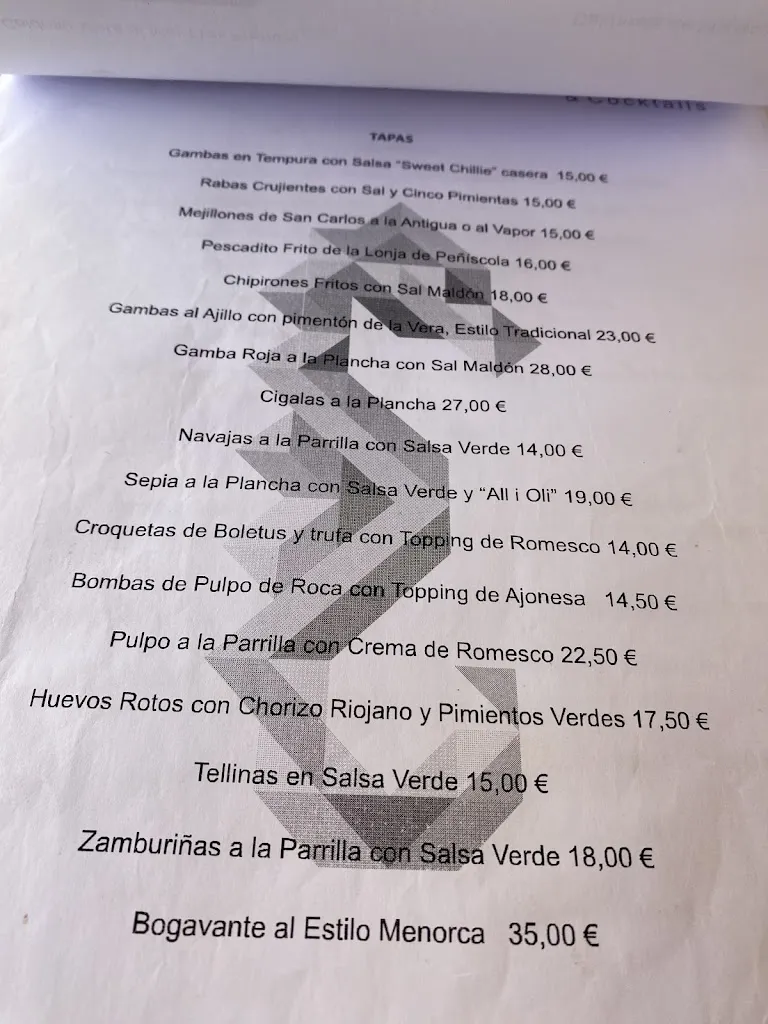 & Cocktails
TAPAS
Gambas en Tempura con Salsa "Sweet Chillie" casera 15,00 €
Rabas Crujientes con Sal y Cinco Pimientas 15,00 €
Mejillones de San Carlos a la Antigua o al Vapor 15,00 €
Pescadito Frito de la Lonja de Peñíscola 16,00 €
Chipirones Fritos con Sal Maldón 18,00 €
Gambas al Ajillo con pimentón de la Vera, Estilo Tradicional 23,00 €
Gamba Roja a la Plancha con Sal Maldón 28,00 €
Cigalas a la Plancha 27,00 €
Navajas a la Parrilla con Salsa Verde 14,00 €
Sepia a la Plancha con Salsa Verde y “All i Oli” 19,00 €
Croquetas de Boletus y trufa con Topping de Romesco 14,00 €
Bombas de Pulpo de Roca con Topping de Ajonesa 14,50 €
Pulpo a la Parrilla con Crema de Romesco 22,50 €
Huevos Rotos con Chorizo Riojano y Pimientos Verdes 17,50 €
Tellinas en Salsa Verde 15,00 €
Zamburiñas a la Parrilla con Salsa Verde 18,00 €
Bogavante al Estilo Menorca 35,00 €